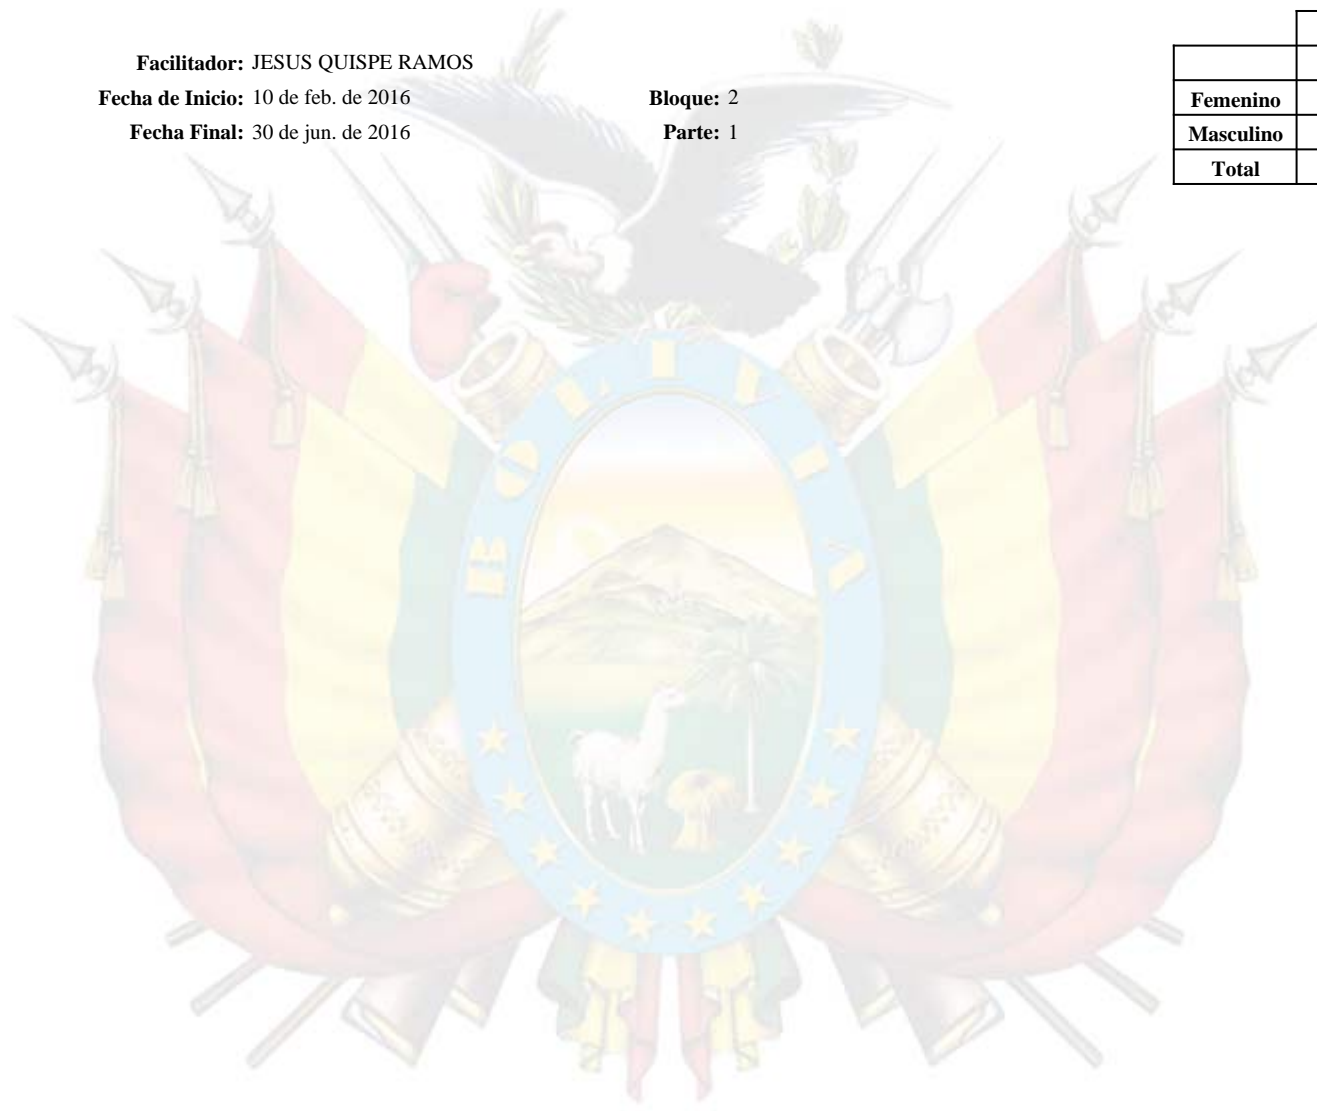 Facilitador: JESUS QUISPE RAMOS
Fecha de Inicio: 10 de feb. de 2016 Bloque: 2
Fecha Final: 30 de jun. de 2016 Parte: 1
Femenino
Masculino
Total
BOLIVIA